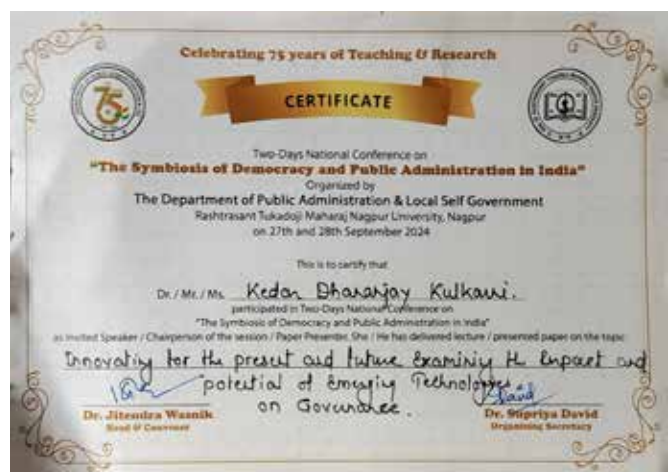 Celebrating 75 years of Teaching & Research
75
CERTIFICATE
Two-Days National Conference on
"The Symbiosis of Democracy and Public Administration in India"
Organized by
The Department of Public Administration & Local Self Government
Rashtrasant Tukadoji Maharaj Nagpur University, Nagpur
on 27th and 28th September 2024
This is to certify that
Dr. / Mr. / Ms. Kedar Dhananjay Kulkarni.
participated in Two-Days National Conference on
"The Symbiosis of Democracy and Public Administration in India"
as Invited Speaker / Chairperson of the session / Paper Presenter, She / He has delivered lecture / presented paper on the topic
Innovating for the present and future Examining the Impact and
potential of Emerging Technologies
on Governance.
Dr. Jitendra Wasnik
Head & Convener
Dr. Stipriya David
Organising Secretary